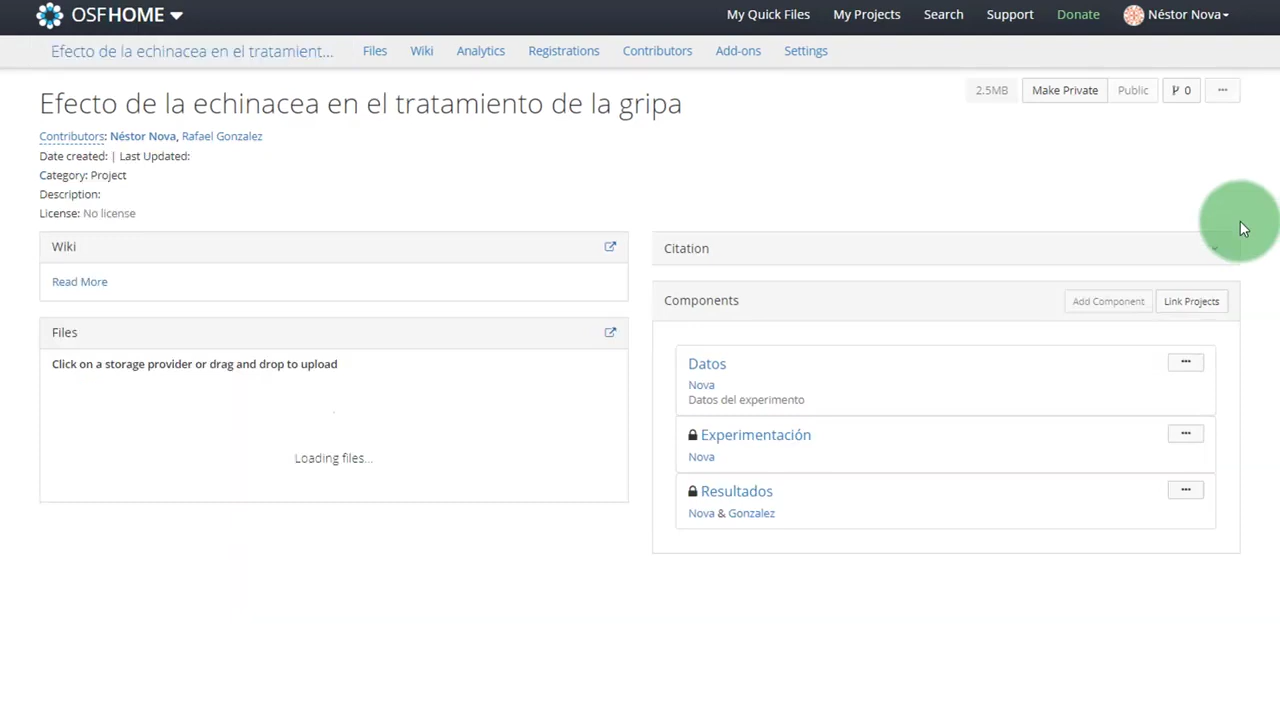 OSFHOME
My Quick Files
My Projects
Search
Support
Donate
Néstor Nova
Efecto de la echinacea en el tratamient...
Files
Wiki
Analytics
Registrations
Contributors
Add-ons
Settings
Efecto de la echinacea en el tratamiento de la gripa
2.5MB
Make Private
Public
0
...
Contributors: Néstor Nova, Rafael Gonzalez
Date created: | Last Updated:
Category: Project
Description:
License: No license
Wiki
Read More
Files
Click on a storage provider or drag and drop to upload
Loading files...
Citation
Components
Add Component
Link Projects
Datos
...
Nova
Datos del experimento
Experimentación
...
Nova
Resultados
...
Nova & Gonzalez